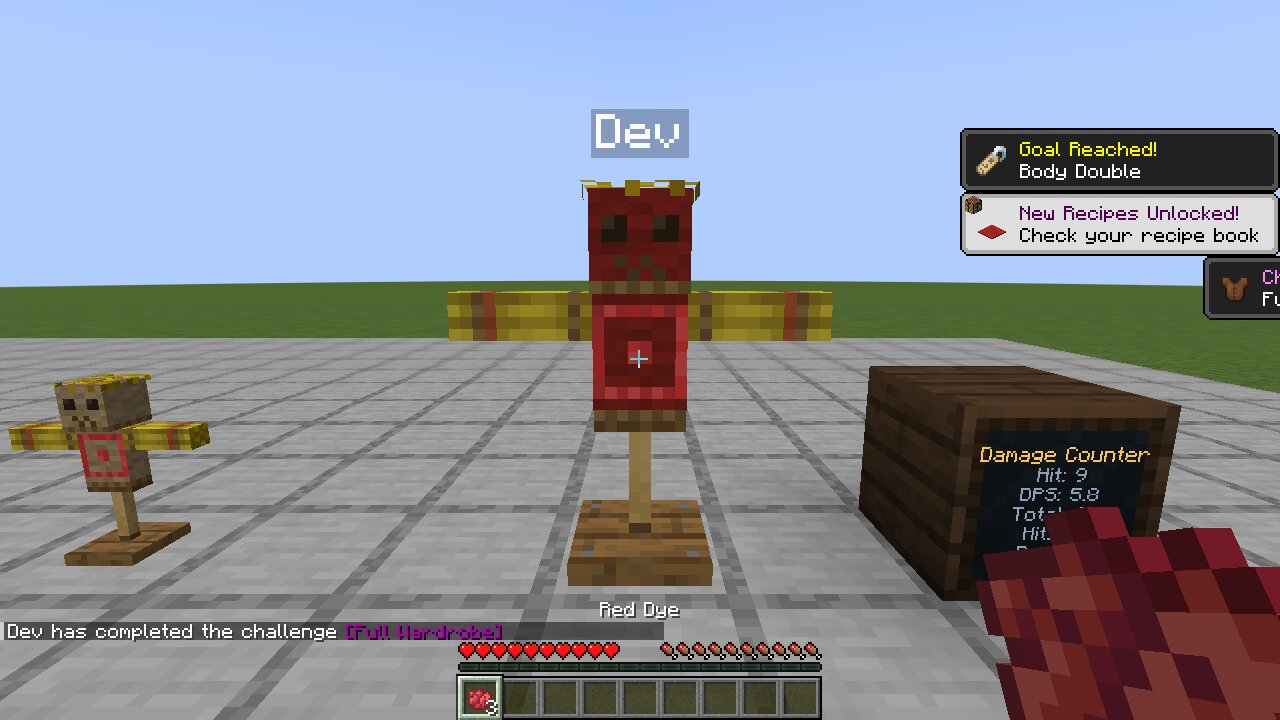 Dev
Goal Reached!
Body Double
New Recipes Unlocked!
Check your recipe book
Damage Counter
Hit: 9
DPS: 5.8
Red Dye
Dev has completed the challenge [Full Wardrobe]
3